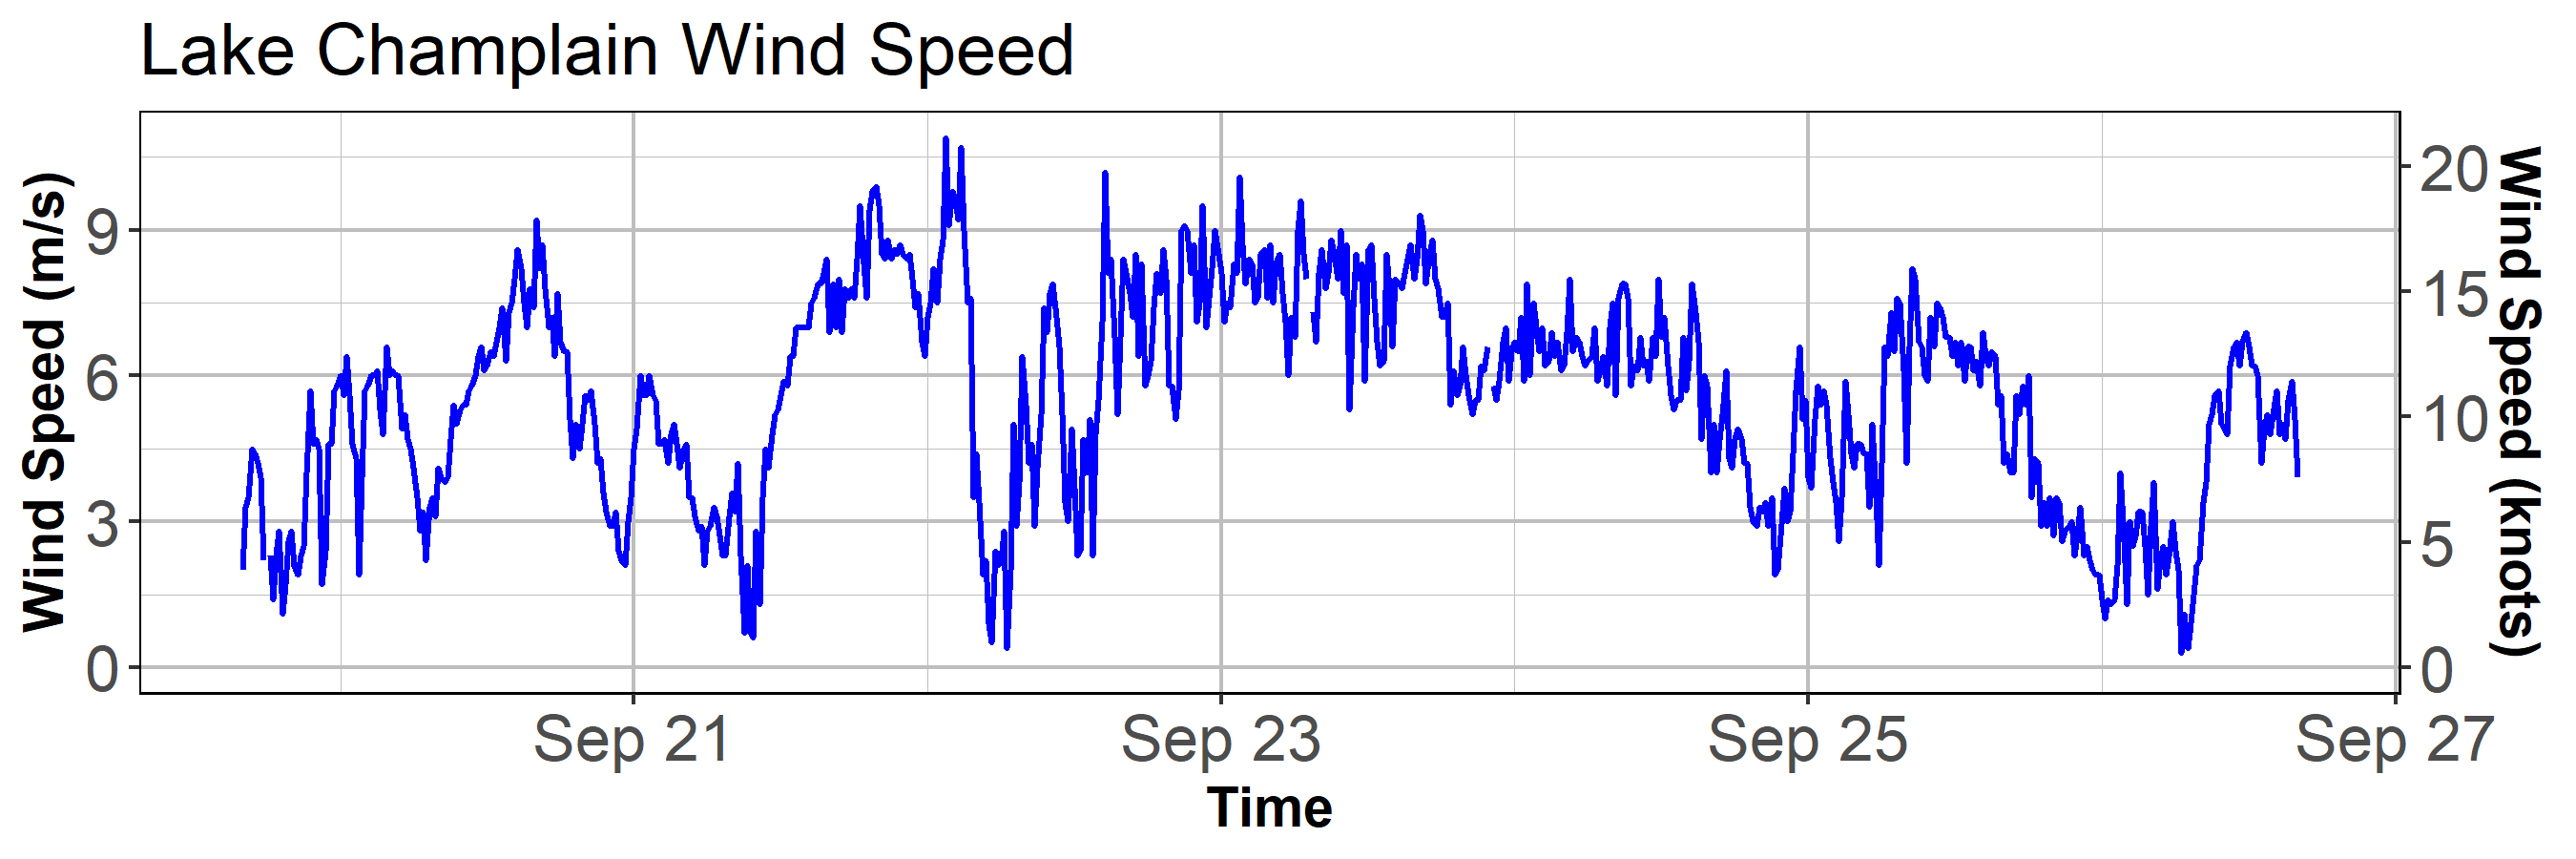 Lake Champlain Wind Speed
Wind Speed (m/s)
9
6
3
0
20
15
10
5
0
Wind Speed (knots)
Sep 21 Sep 23 Sep 25 Sep 27
Time